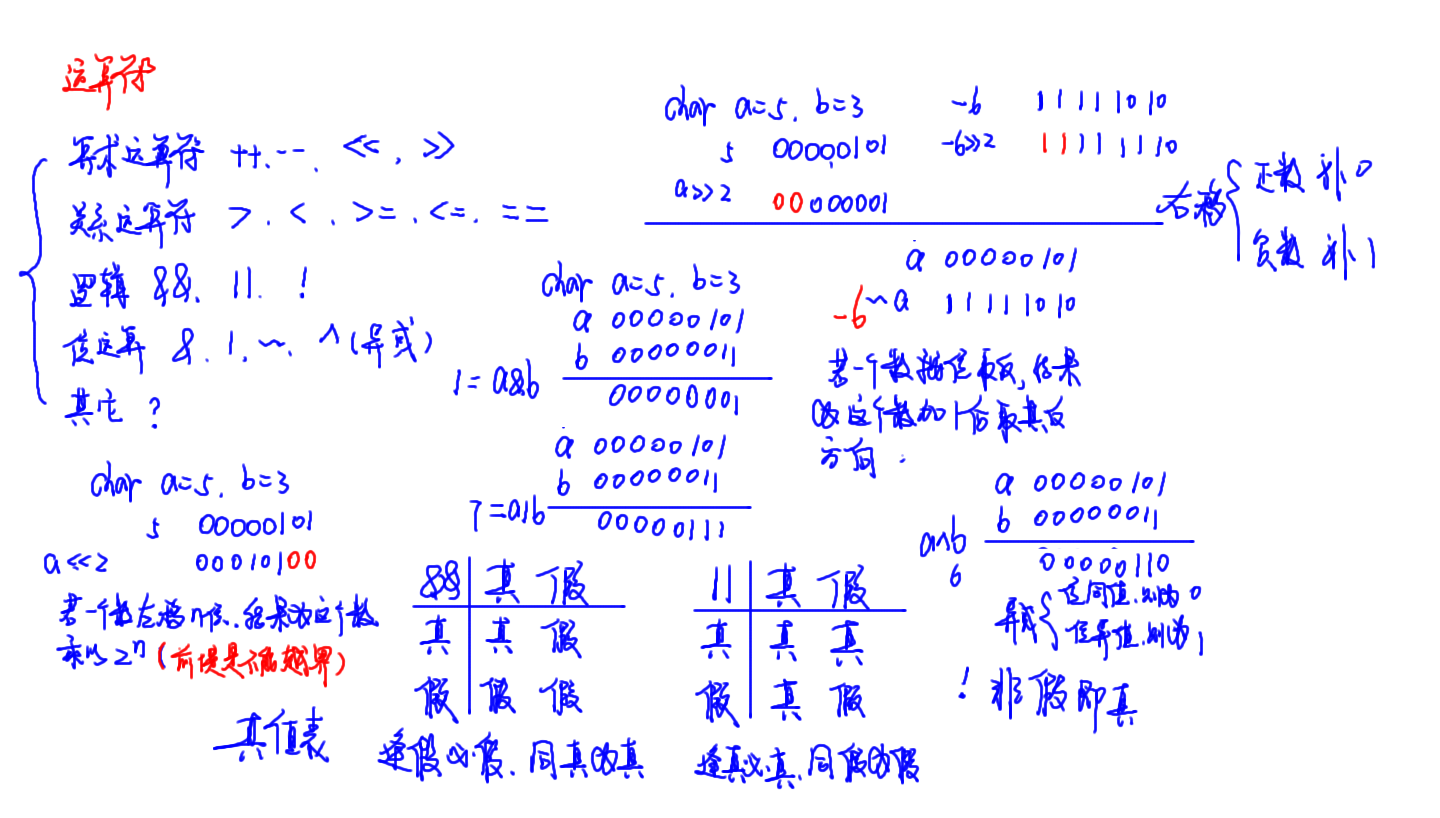 运算符
算术运算符 ++、--、<<、>>
关系运算符 >、<、>=、<=、==
逻辑 &&、||、!
位运算 &、|、~、^(异或)
其它?
char a=5、b=3
5 00000101
a>>2 00000001
-6 11111010
-6>>2 11111110
右移
正数 补0
负数 补1
char a=5、b=3
a 00000101
b 00000011
1=a&b 00000001
a 00000101
b 00000011
7=a|b 00000111
a 00000101
-6 ~a 11111010
若一个数按位取反,结果
为这个数加1后取其反
方向.
a 00000101
b 00000011
a^b 00000110
6
异或
位同值、则为0
位异值、则为1
char a=5、b=3
5 00000101
a<<2 00010100
若一个数左移n位、结果为这个数
乘以2ⁿ(前提是不能越界)
&& 真 假
真 真 假
假 假 假
|| 真 假
真 真 真
假 真 假
! 非假即真
真值表
逢假必假、同真为真
逢真必真、同假为假